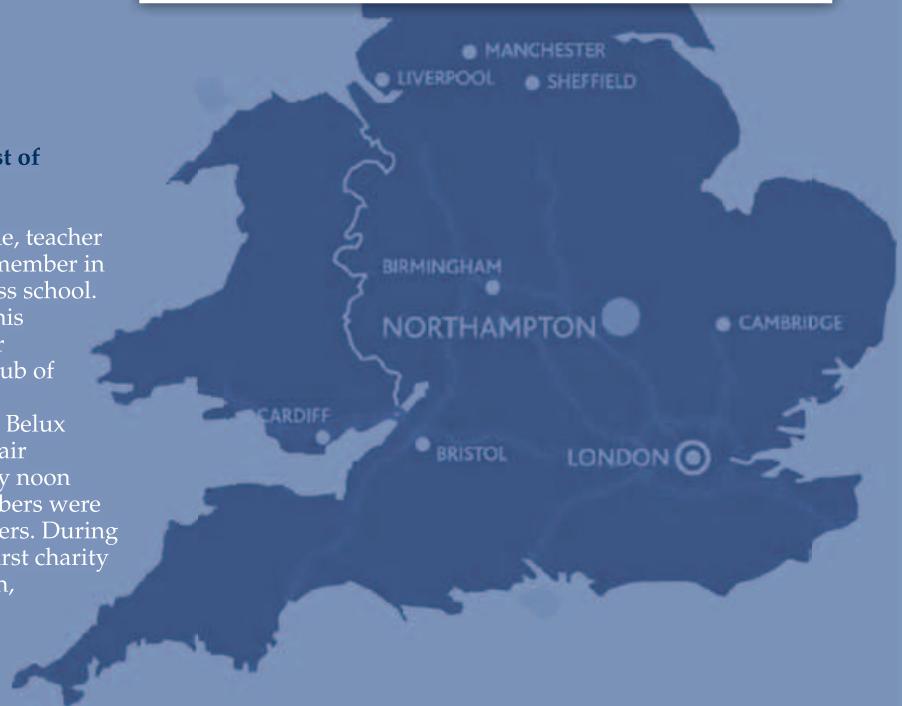 st of
e, teacher
member in
ss school.
his
r
ub of
Belux
air
y noon
bers were
ers. During
rst charity
n,
MANCHESTER
LIVERPOOL
SHEFFIELD
BIRMINGHAM
NORTHAMPTON
CAMBRIDGE
CARDIFF
BRISTOL
LONDON